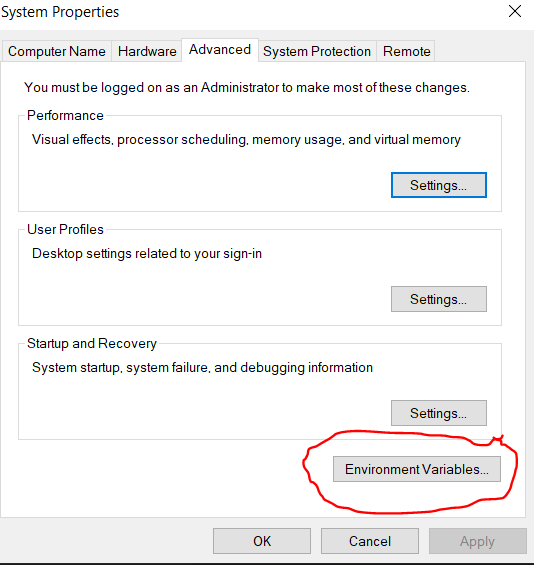 System Properties
Computer Name Hardware Advanced System Protection Remote
You must be logged on as an Administrator to make most of these changes.
Performance
Visual effects, processor scheduling, memory usage, and virtual memory
Settings...
User Profiles
Desktop settings related to your sign-in
Settings...
Startup and Recovery
System startup, system failure, and debugging information
Settings...
Environment Variables...
OK Cancel Apply